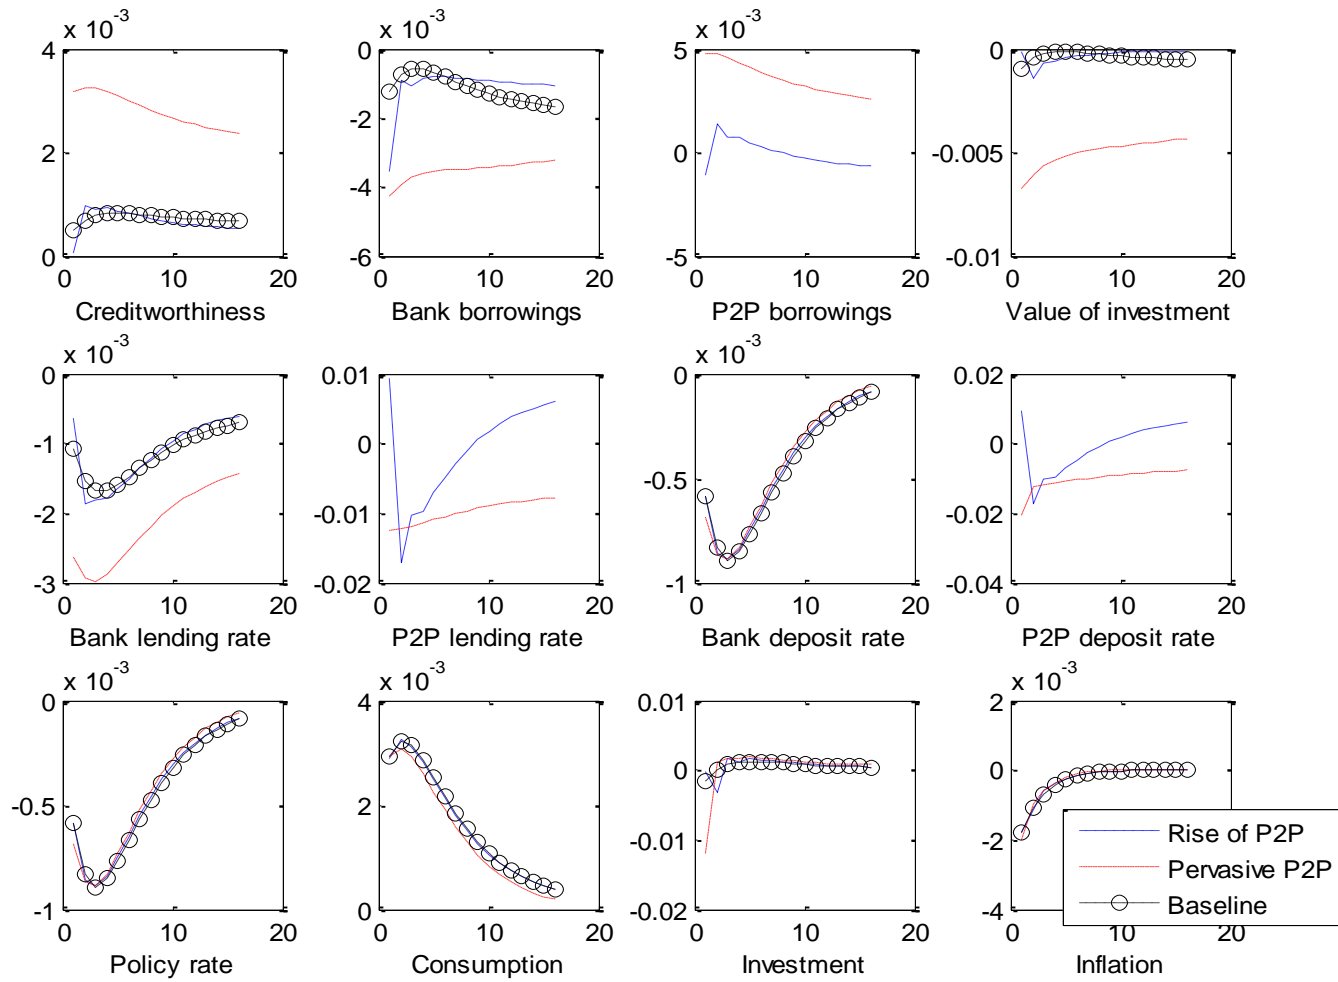 x 10^-3 x 10^-3 x 10^-3
4 0 5 0
2 -2 0 -0.005
-4
0 -6 -5 -0.01
0 10 20 0 10 20 0 10 20 0 10 20
Creditworthiness Bank borrowings P2P borrowings Value of investment
x 10^-3 x 10^-3
0 0.01 0 0.02
-1 0 0
-0.5
-2 -0.01 -0.02
-3 -0.02 -1 -0.04
0 10 20 0 10 20 0 10 20 0 10 20
Bank lending rate P2P lending rate Bank deposit rate P2P deposit rate
x 10^-3 x 10^-3 x 10^-3
0 4 0.01 2
0 0
-0.5 2
-0.01 -2
-1 0 -0.02 -4
Rise of P2P
Pervasive P2P
Baseline
0 10 20 0 10 20 0 10 20 0 10 20
Policy rate Consumption Investment Inflation